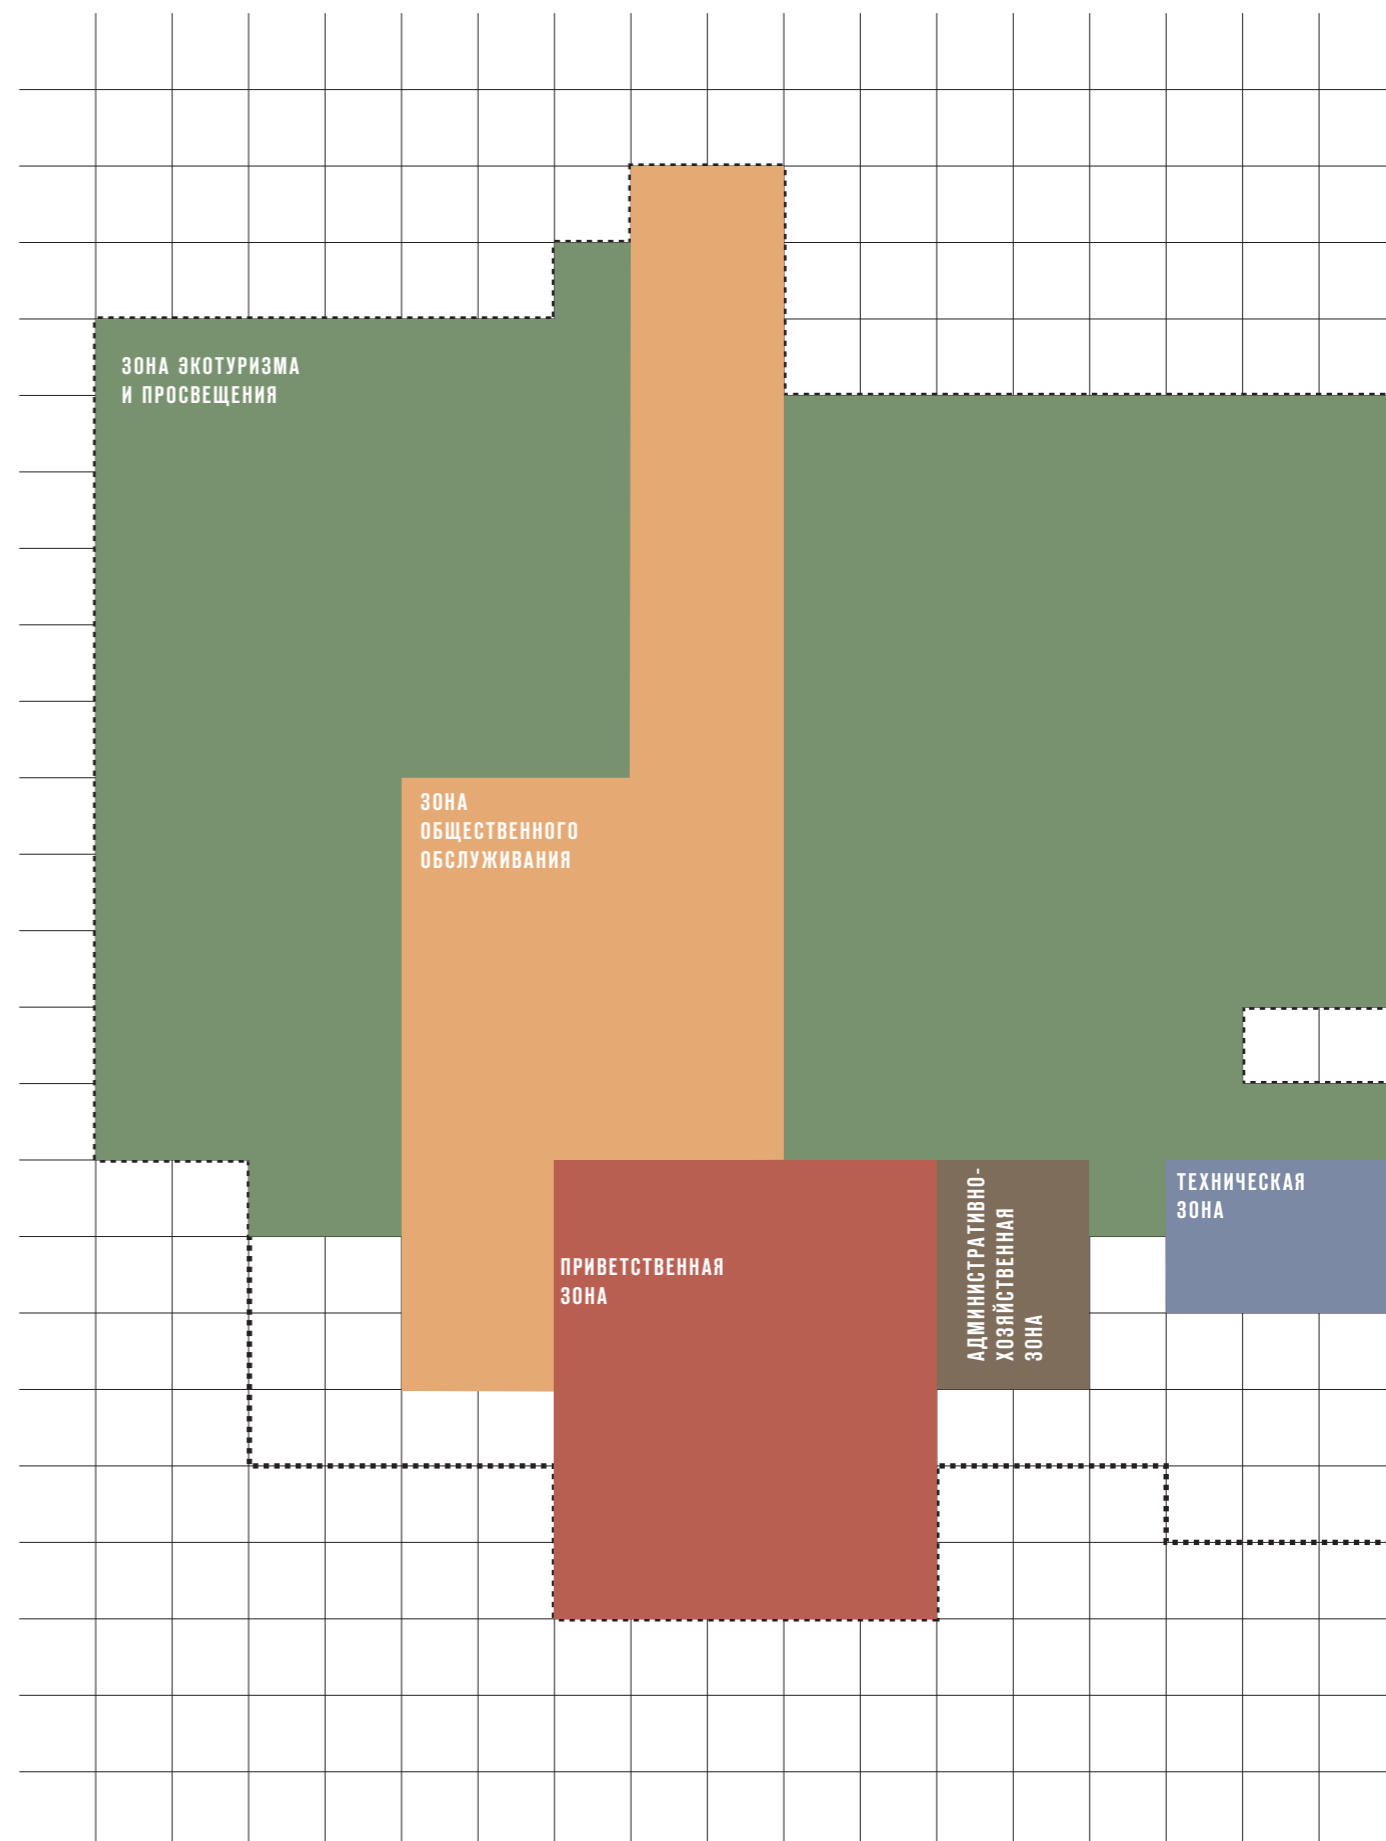 ЗОНА ЭКОТУРИЗМА
И ПРОСВЕЩЕНИЯ
ЗОНА
ОБЩЕСТВЕННОГО
ОБСЛУЖИВАНИЯ
ПРИВЕТСТВЕННАЯ
ЗОНА
АДМИНИСТРАТИВНО-
ХОЗЯЙСТВЕННАЯ
ЗОНА
ТЕХНИЧЕСКАЯ
ЗОНА